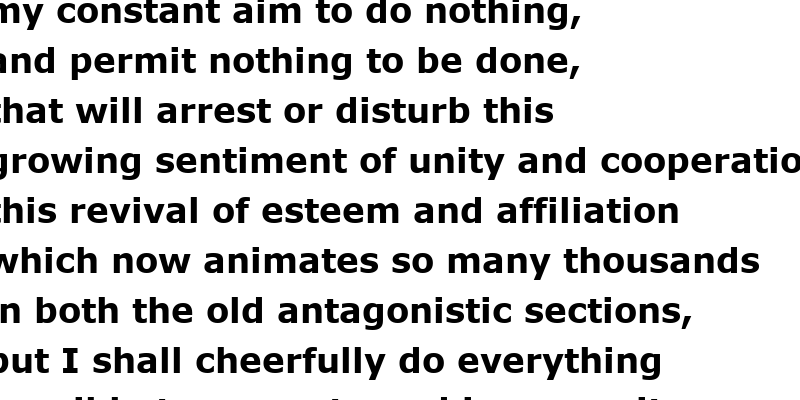 my constant aim to do nothing,
and permit nothing to be done,
that will arrest or disturb this
growing sentiment of unity and cooperatio
this revival of esteem and affiliation
which now animates so many thousands
in both the old antagonistic sections,
but I shall cheerfully do everything